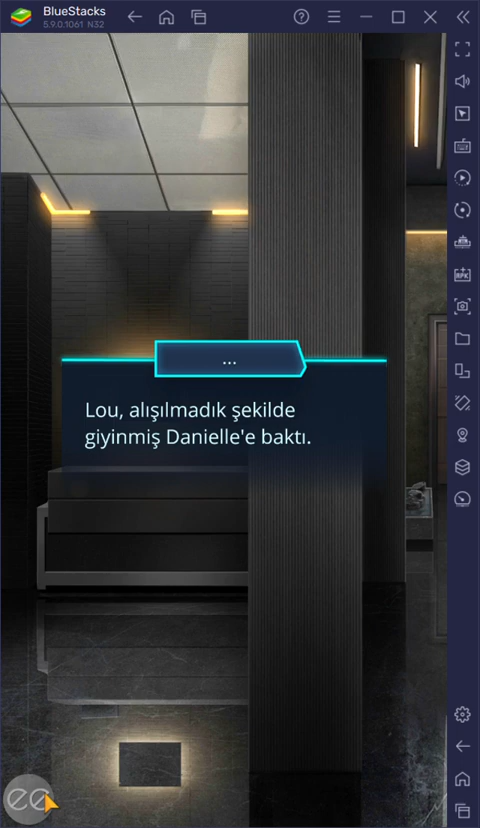 BlueStacks
5.9.0.1061 N32
...
Lou, alışılmadık şekilde
giyinmiş Danielle'e baktı.